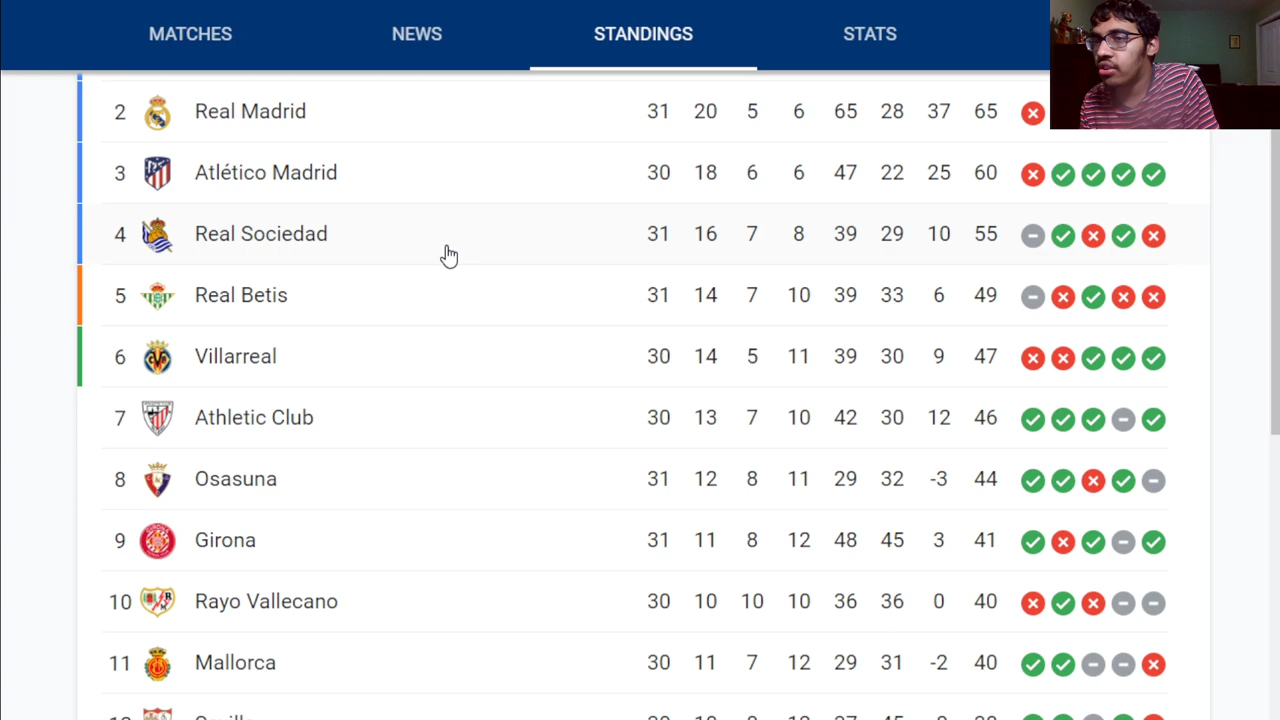 MATCHES NEWS STANDINGS STATS
2 Real Madrid 31 20 5 6 65 28 37 65
3 Atlético Madrid 30 18 6 6 47 22 25 60
4 Real Sociedad 31 16 7 8 39 29 10 55
5 Real Betis 31 14 7 10 39 33 6 49
6 Villarreal 30 14 5 11 39 30 9 47
7 Athletic Club 30 13 7 10 42 30 12 46
8 Osasuna 31 12 8 11 29 32 -3 44
9 Girona 31 11 8 12 48 45 3 41
10 Rayo Vallecano 30 10 10 10 36 36 0 40
11 Mallorca 30 11 7 12 29 31 -2 40